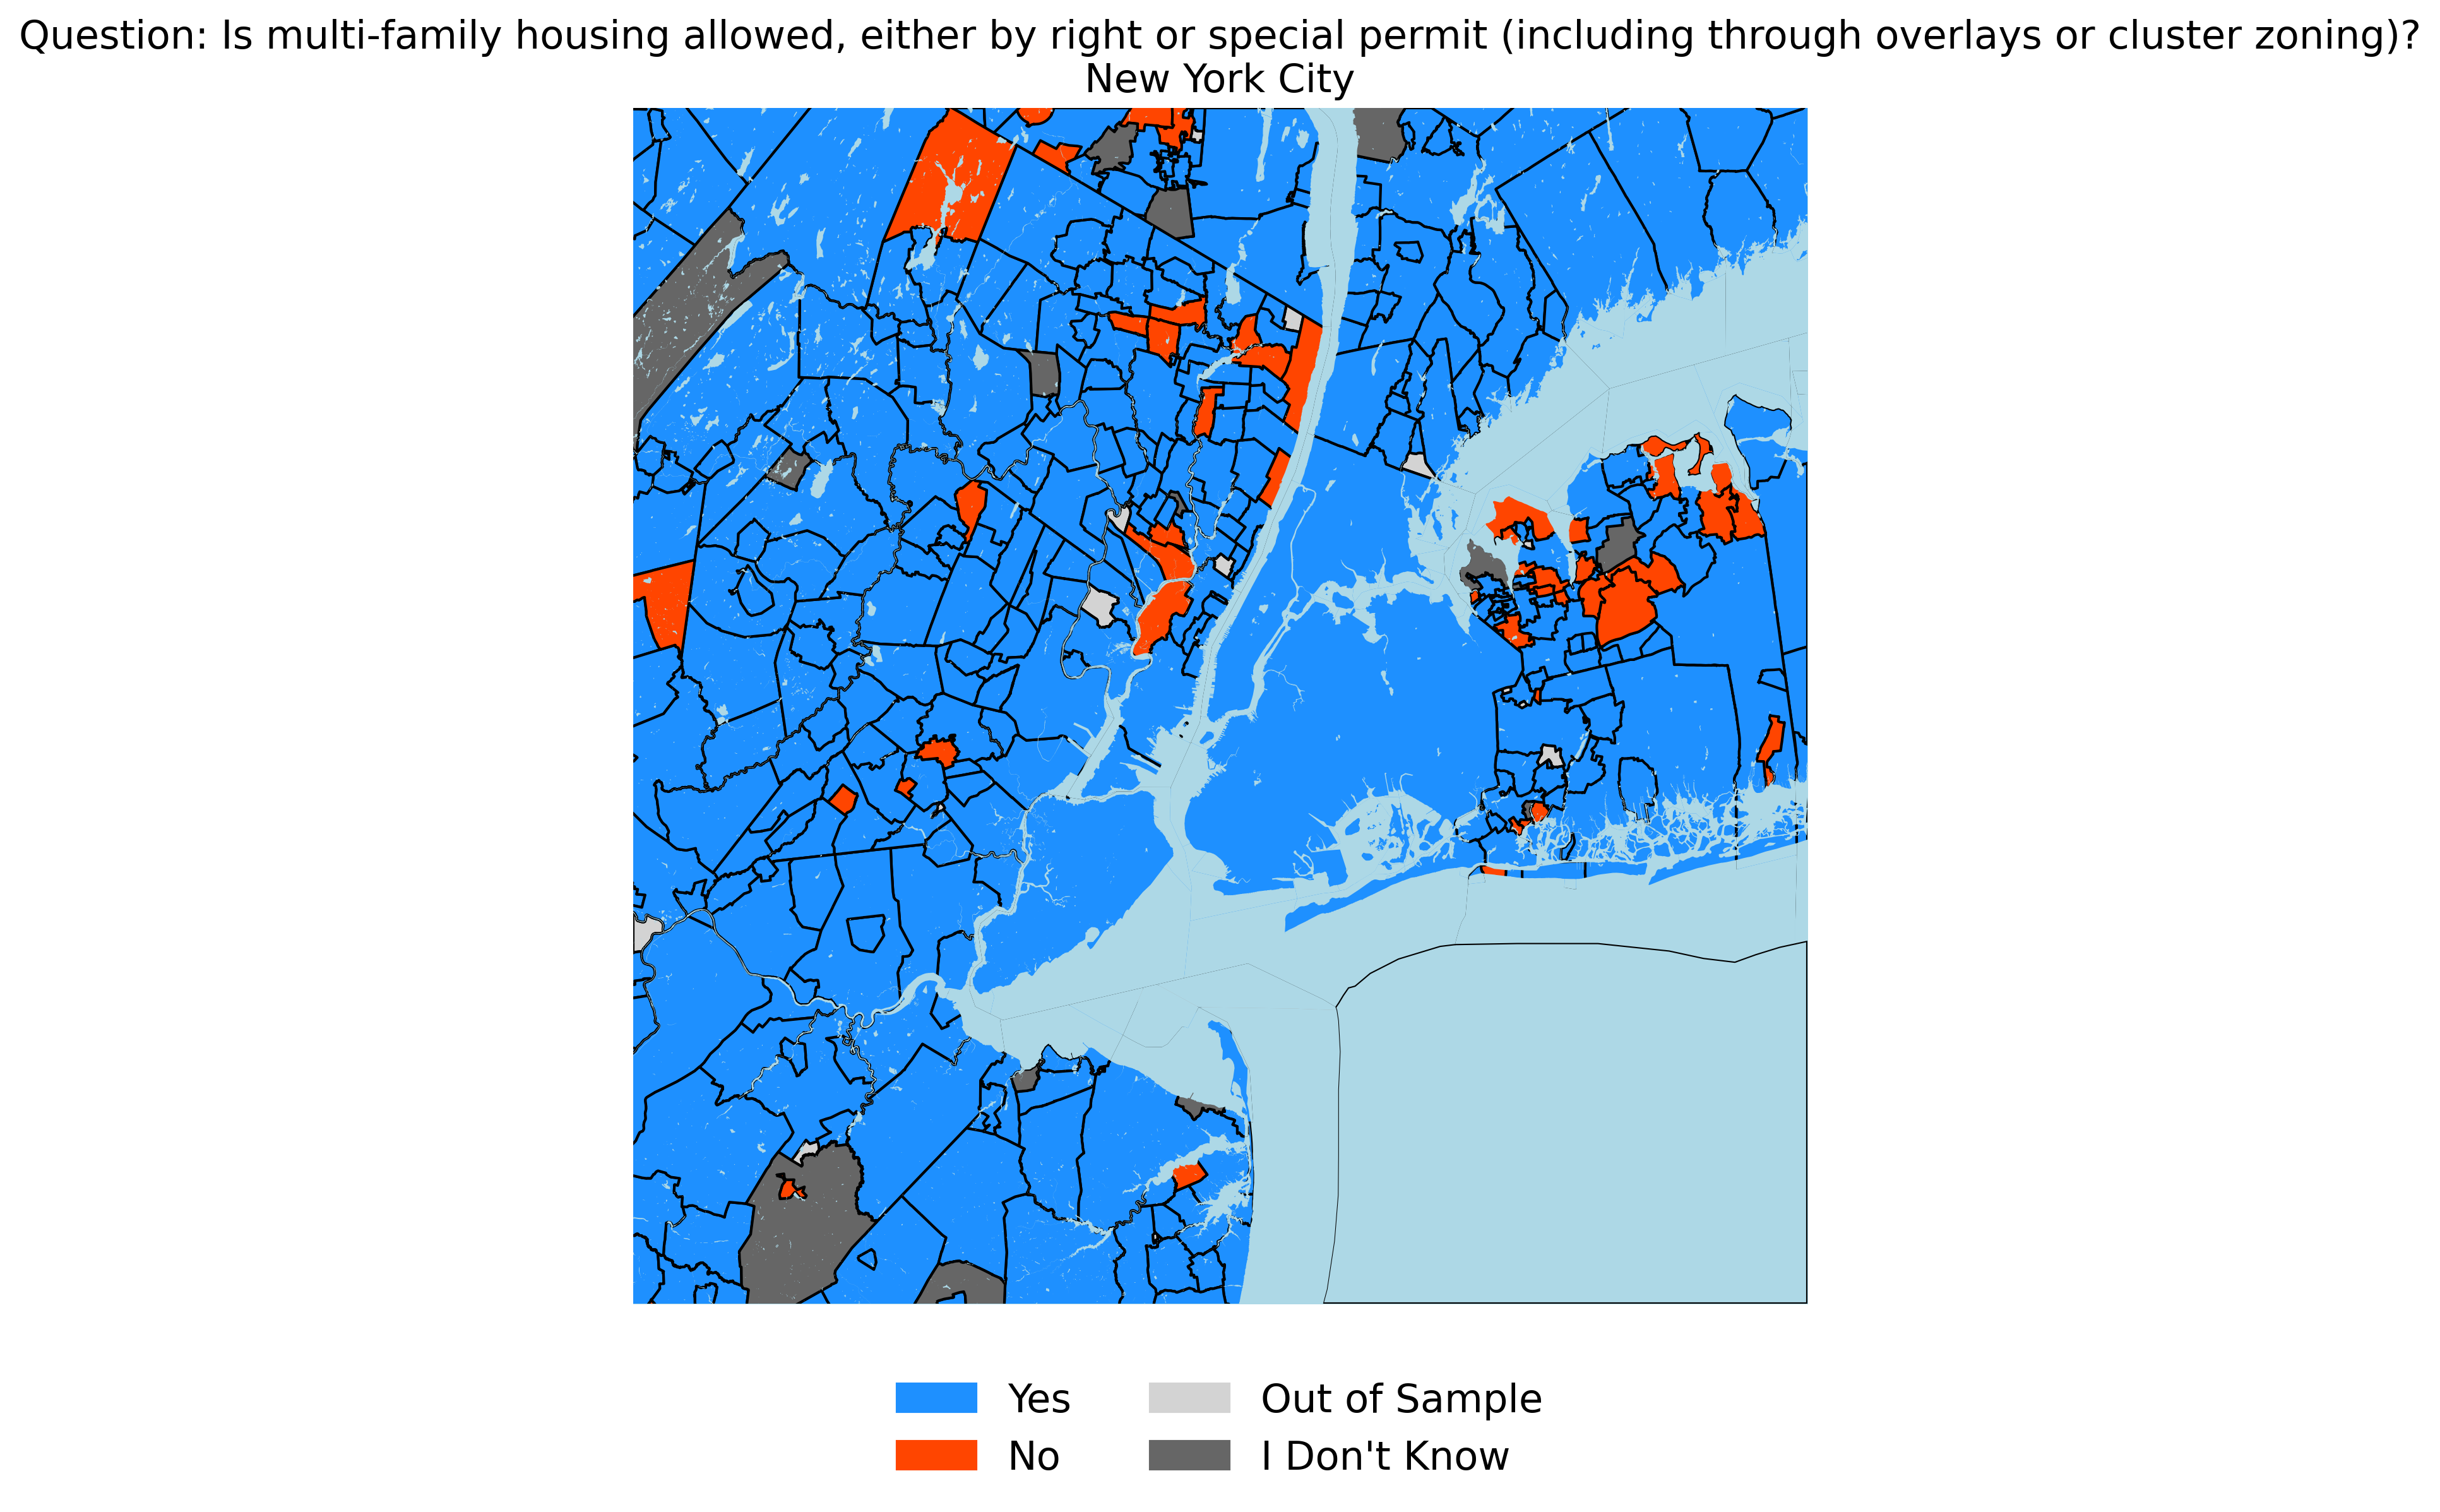 Question: Is multi-family housing allowed, either by right or special permit (including through overlays or cluster zoning)?
New York City
Yes
Out of Sample
No
I Don't Know